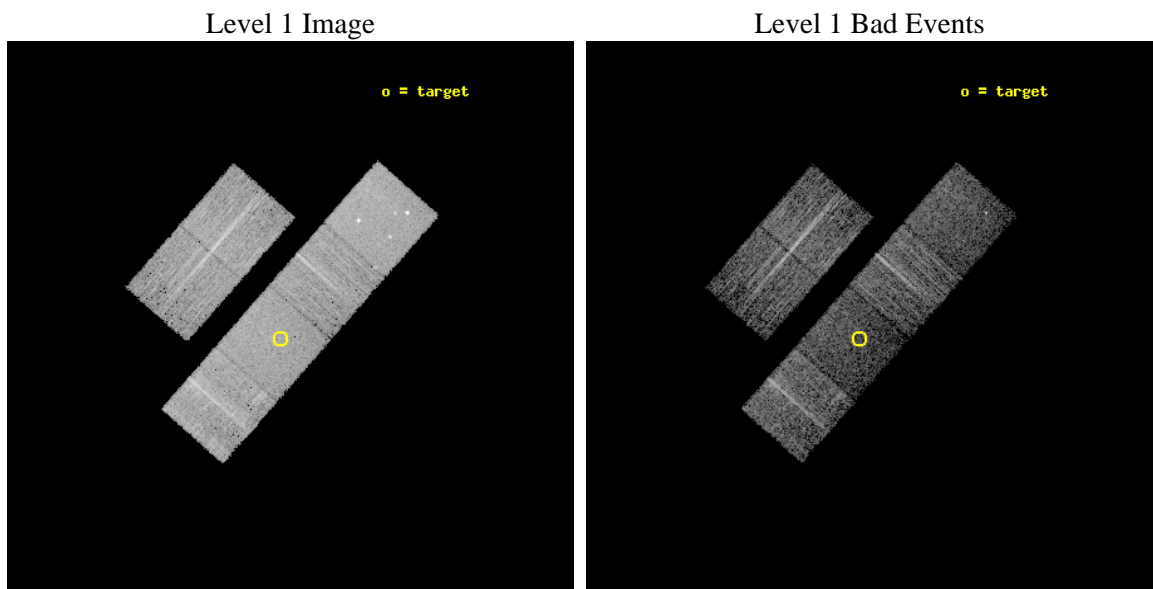 Level 1 Image
Level 1 Bad Events
o = target
o = target